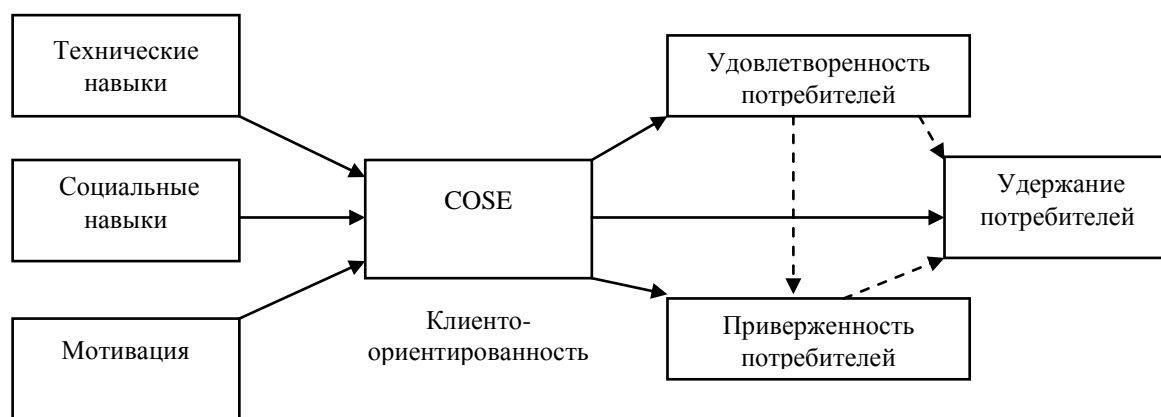 Технические
навыки
Социальные
навыки
Мотивация
COSE
Клиенто-
ориентированность
Удовлетворенность
потребителей
Приверженность
потребителей
Удержание
потребителей